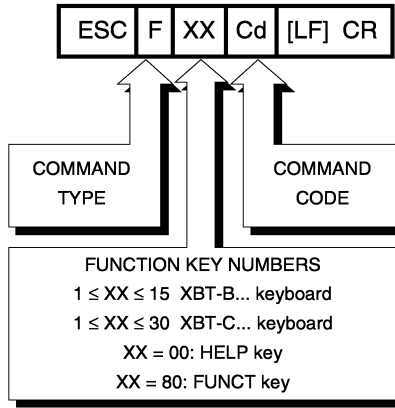 ESC F XX Cd [LF] CR
COMMAND
TYPE
COMMAND
CODE
FUNCTION KEY NUMBERS
1 ≤ XX ≤ 15 XBT-B... keyboard
1 ≤ XX ≤ 30 XBT-C... keyboard
XX = 00: HELP key
XX = 80: FUNCT key